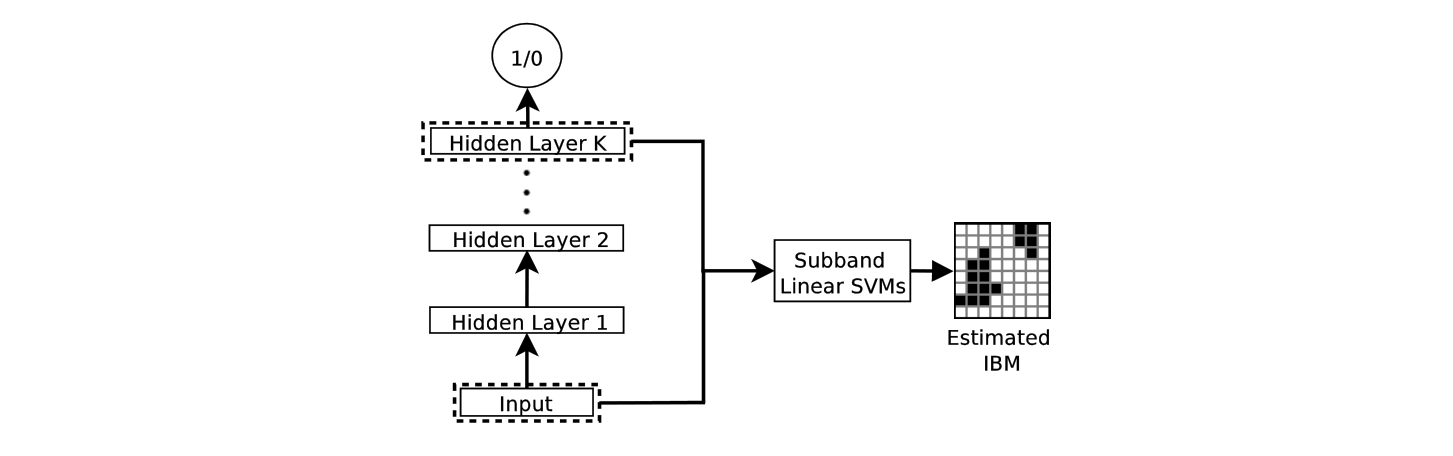 1/0
Hidden Layer K
Hidden Layer 2
Hidden Layer 1
Input
Subband
Linear SVMs
Estimated
IBM